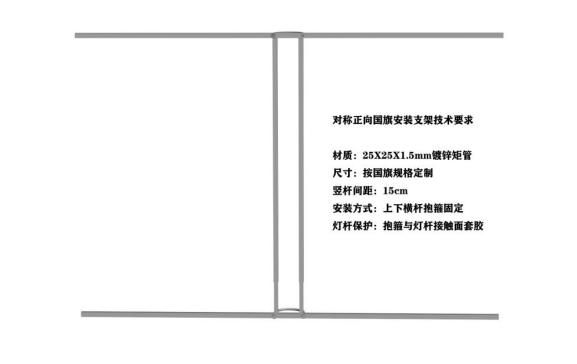 对称正向国旗安装支架技术要求
材质：25X25X1.5mm镀锌矩管
尺寸：按国旗规格定制
竖杆间距：15cm
安装方式：上下横杆抱箍固定
灯杆保护：抱箍与灯杆接触面套胶